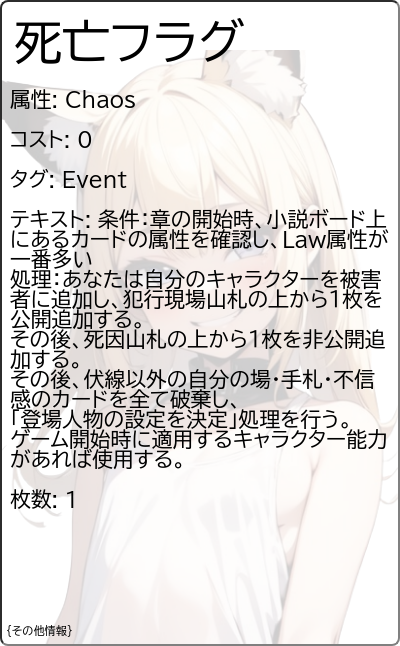 死亡フラグ
属性: Chaos
コスト: 0
タグ: Event
テキスト: 条件：章の開始時、小説ボード上
にあるカードの属性を確認し、Law属性が
一番多い
処理：あなたは自分のキャラクターを被害
者に追加し、犯行現場山札の上から1枚を
公開追加する。
その後、死因山札の上から1枚を非公開追
加する。
その後、伏線以外の自分の場・手札・不信
感のカードを全て破棄し、
「登場人物の設定を決定」処理を行う。
ゲーム開始時に適用するキャラクター能力
があれば使用する。
枚数: 1
{その他情報}